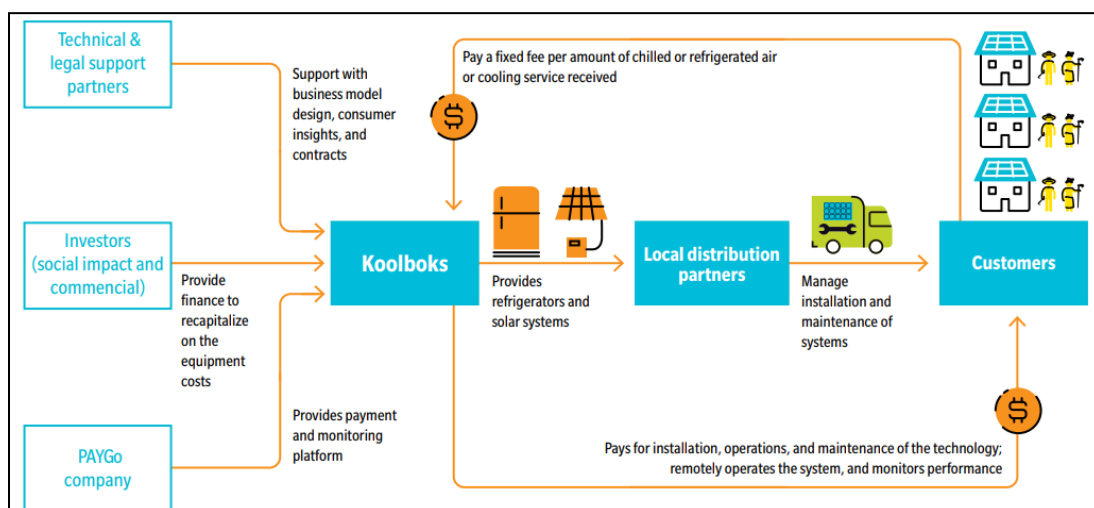 Technical &
legal support
partners
Support with
business model
design, consumer
insights, and
contracts
Pay a fixed fee per amount of chilled or refrigerated air
or cooling service received
$
Investors
(social impact and
commencial)
Provide
finance to
recapitalize
on the
equipment
costs
Koolboks
Provides
refrigerators and
solar systems
Local distribution
partners
Manage
installation and
maintenance of
systems
Customers
PAYGo
company
Provides payment
and monitoring
platform
$
Pays for installation, operations, and maintenance of the technology;
remotely operates the system, and monitors performance